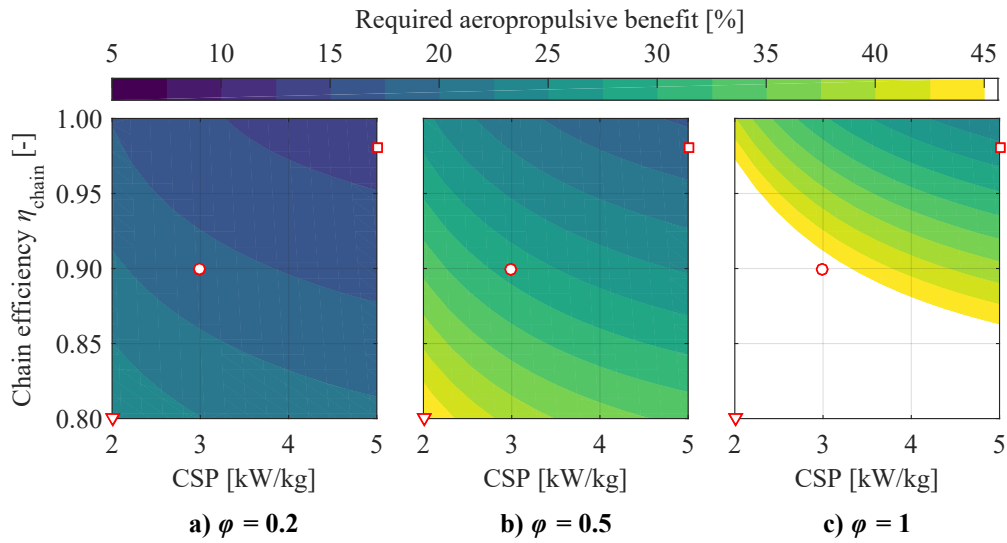 Required aeropropulsive benefit [%]
5 10 15 20 25 30 35 40 45
Chain efficiency η_chain [-]
1.00
0.95
0.90
0.85
0.80
2 3 4 5 2 3 4 5 2 3 4 5
CSP [kW/kg] CSP [kW/kg] CSP [kW/kg]
a) φ = 0.2 b) φ = 0.5 c) φ = 1